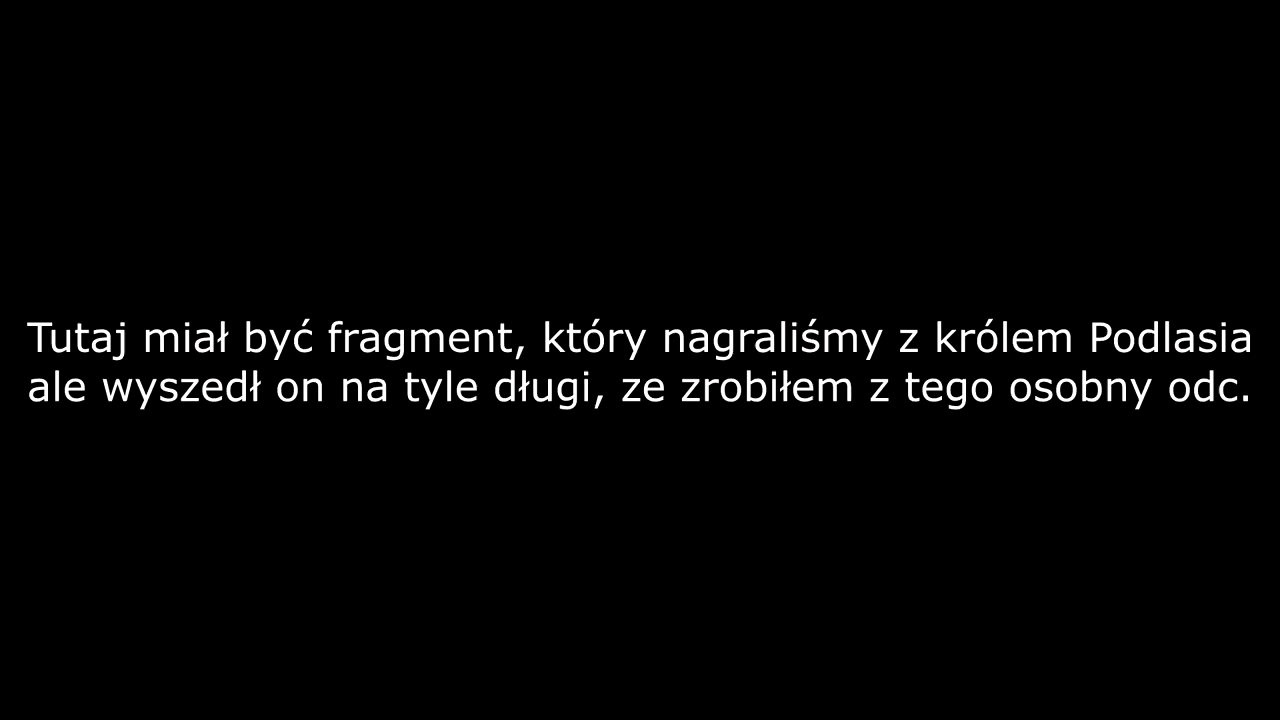 Tutaj miał być fragment, który nagraliśmy z królem Podlasia
ale wyszedł on na tyle długi, ze zrobiłem z tego osobny odc.